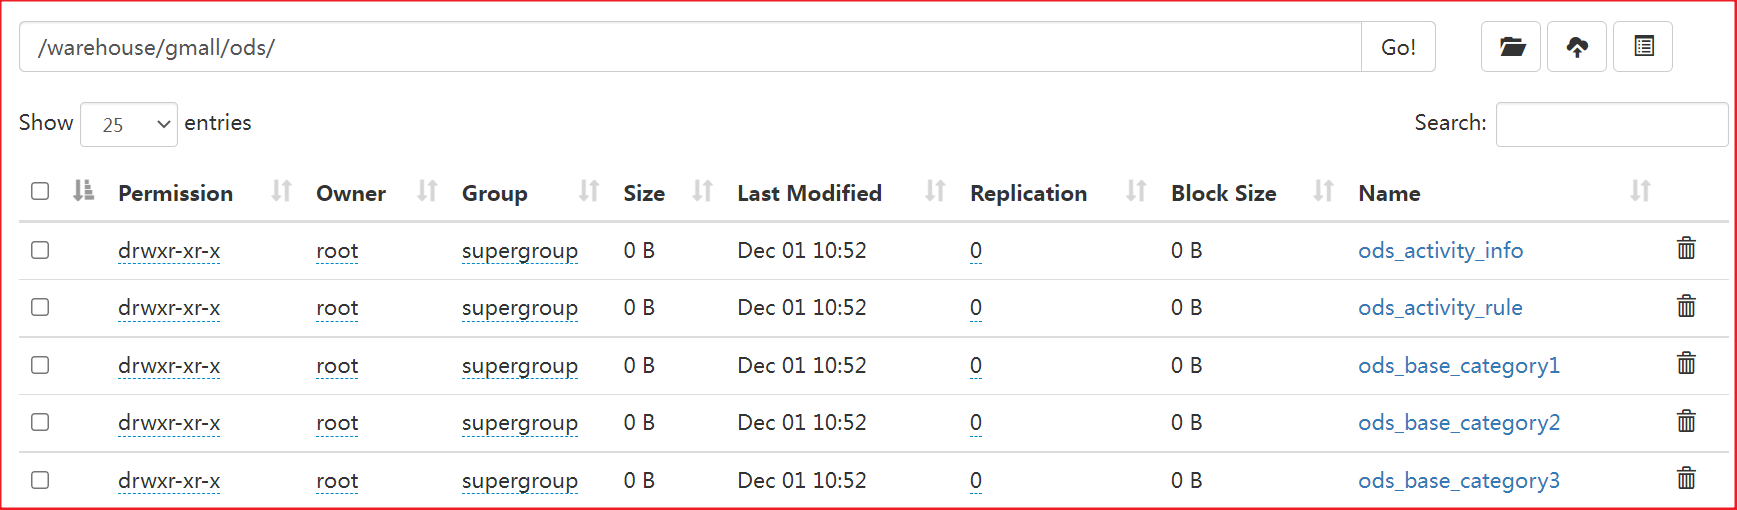 /warehouse/gmall/ods/ Go!
Show 25 entries Search:
Permission Owner Group Size Last Modified Replication Block Size Name
drwxr-xr-x root supergroup 0 B Dec 01 10:52 0 0 B ods_activity_info
drwxr-xr-x root supergroup 0 B Dec 01 10:52 0 0 B ods_activity_rule
drwxr-xr-x root supergroup 0 B Dec 01 10:52 0 0 B ods_base_category1
drwxr-xr-x root supergroup 0 B Dec 01 10:52 0 0 B ods_base_category2
drwxr-xr-x root supergroup 0 B Dec 01 10:52 0 0 B ods_base_category3